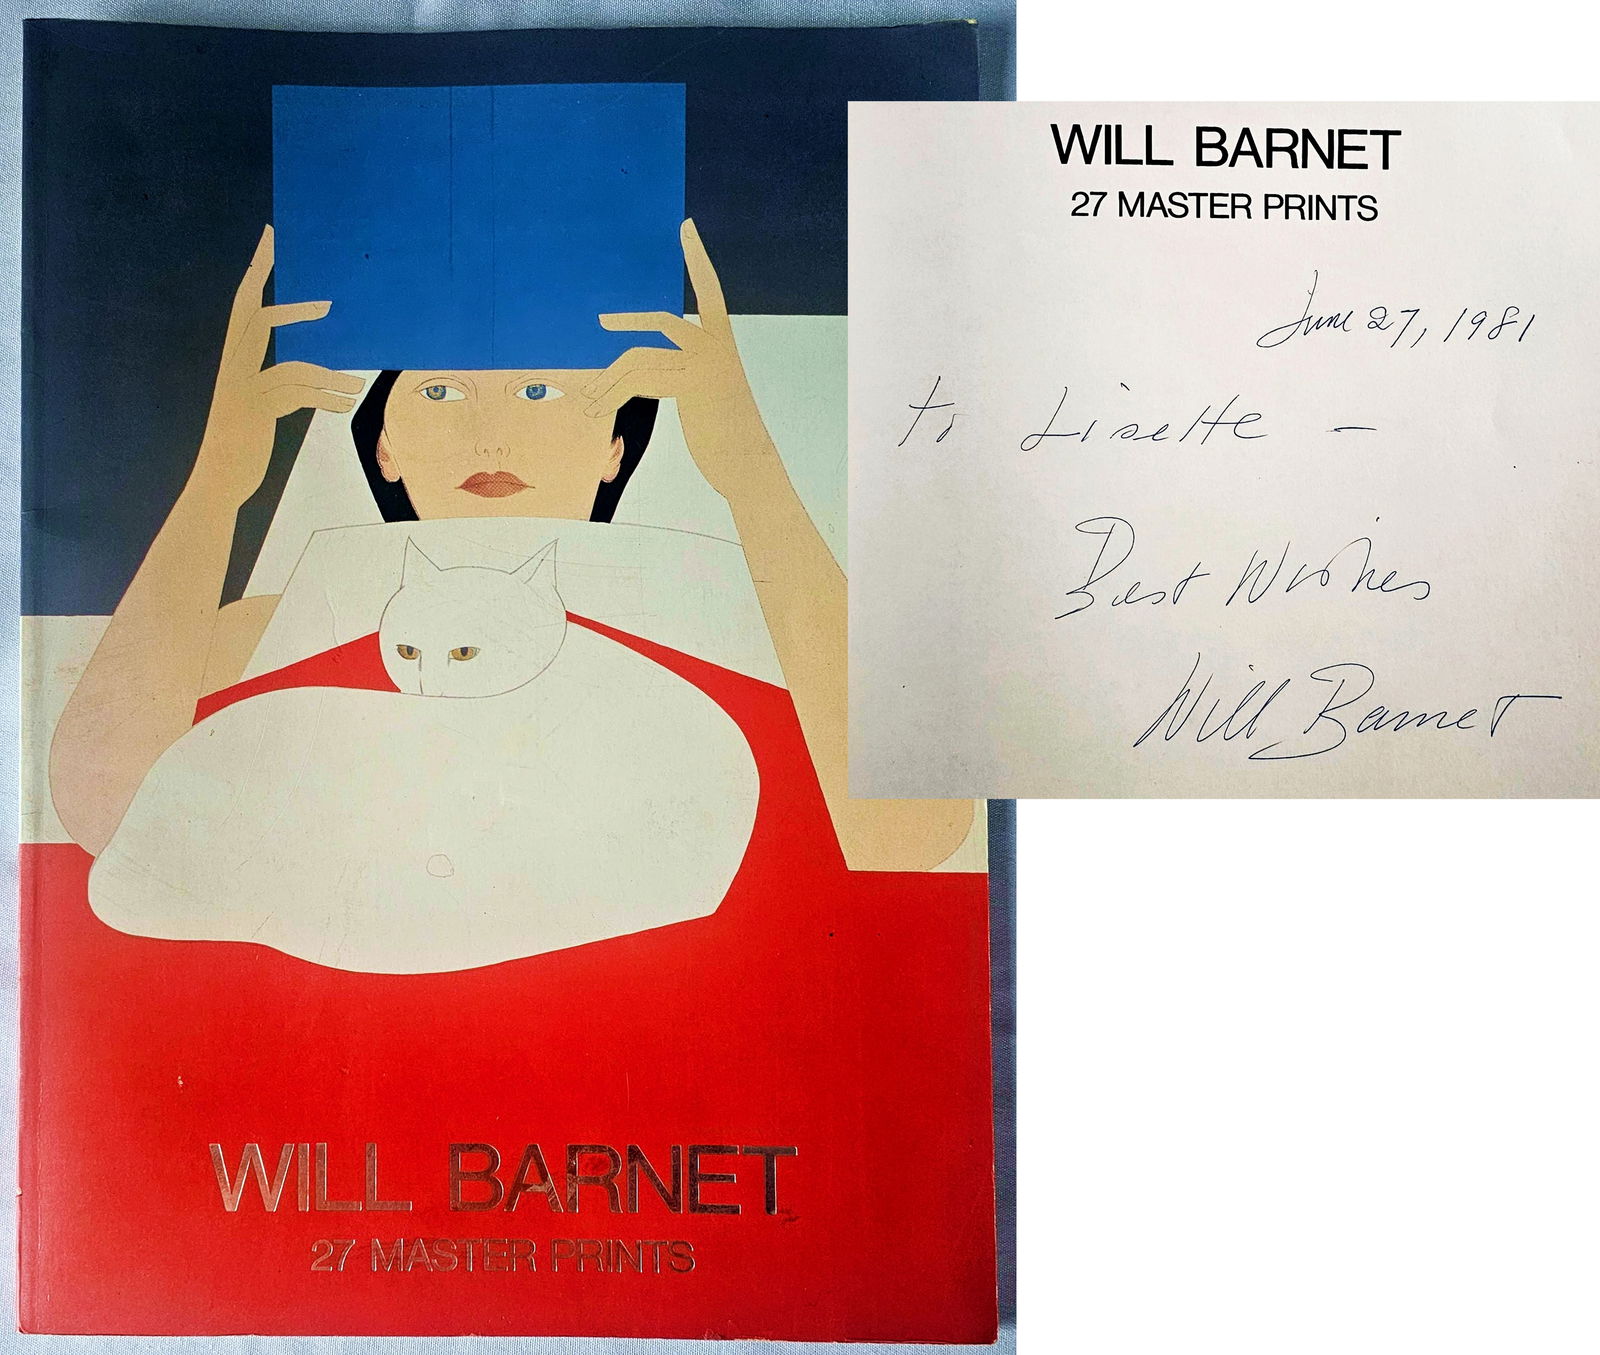 WILL BARNET
27 MASTER PRINTS
WILL BARNET
27 MASTER PRINTS
June 27, 1981
to Lisette –
Best Wishes
Will Barnet